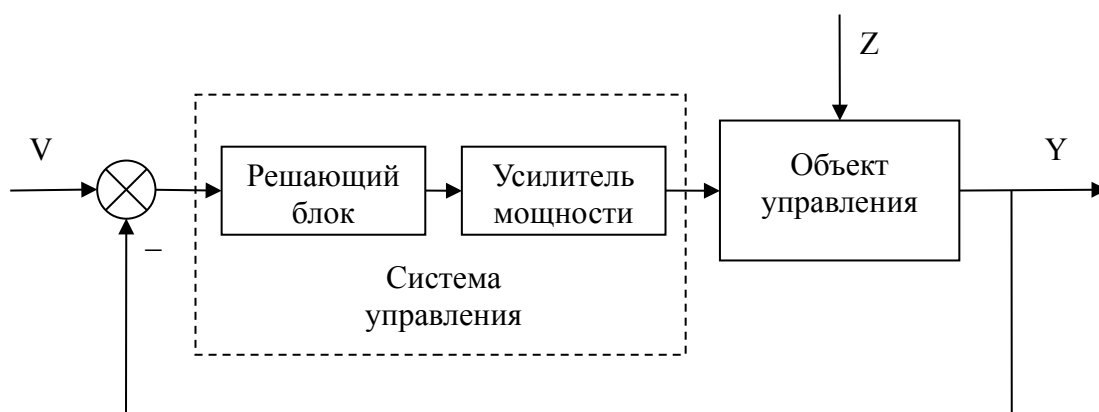 Z
V
Решающий
блок
Усилитель
мощности
Объект
управления
Y
–
Система
управления